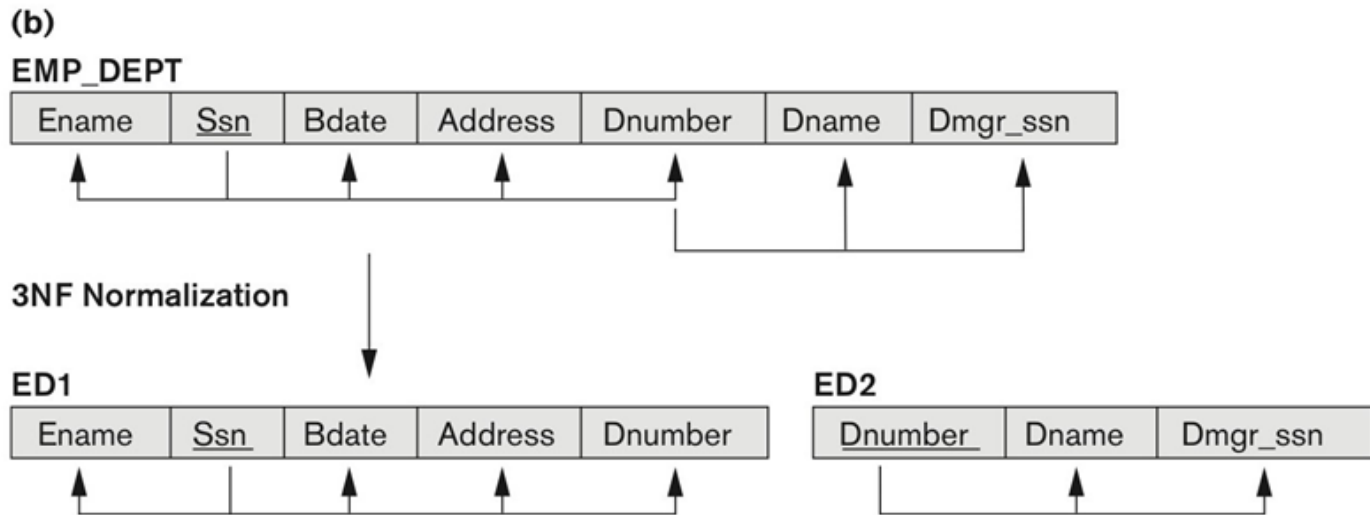 (b)
EMP_DEPT
Ename Ssn Bdate Address Dnumber Dname Dmgr_ssn
3NF Normalization
ED1 ED2
Ename Ssn Bdate Address Dnumber Dnumber Dname Dmgr_ssn